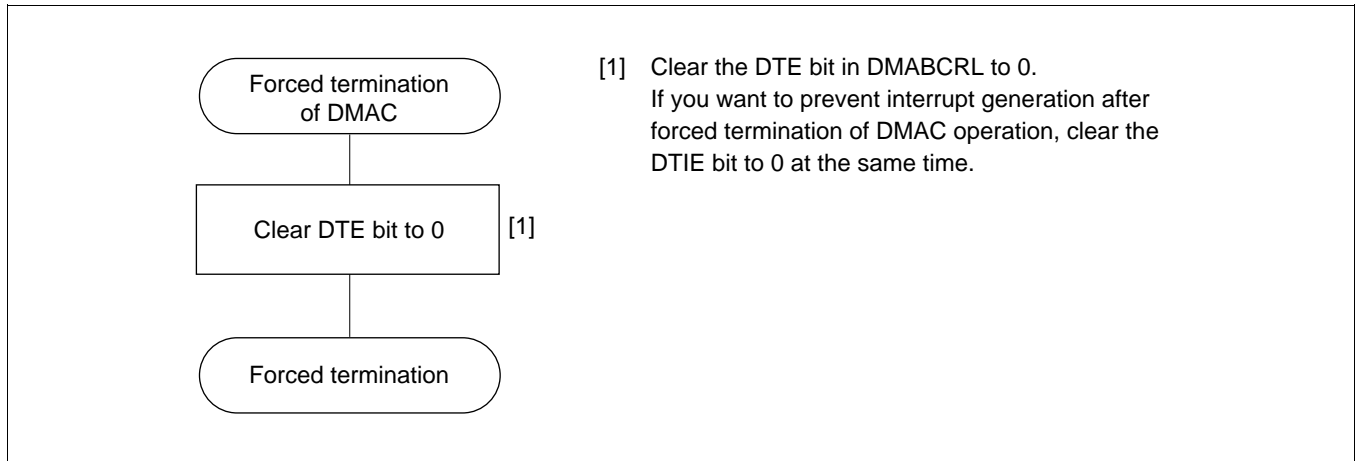 Forced termination
of DMAC
Clear DTE bit to 0
[1]
Forced termination
[1] Clear the DTE bit in DMABCRL to 0.
If you want to prevent interrupt generation after
forced termination of DMAC operation, clear the
DTIE bit to 0 at the same time.